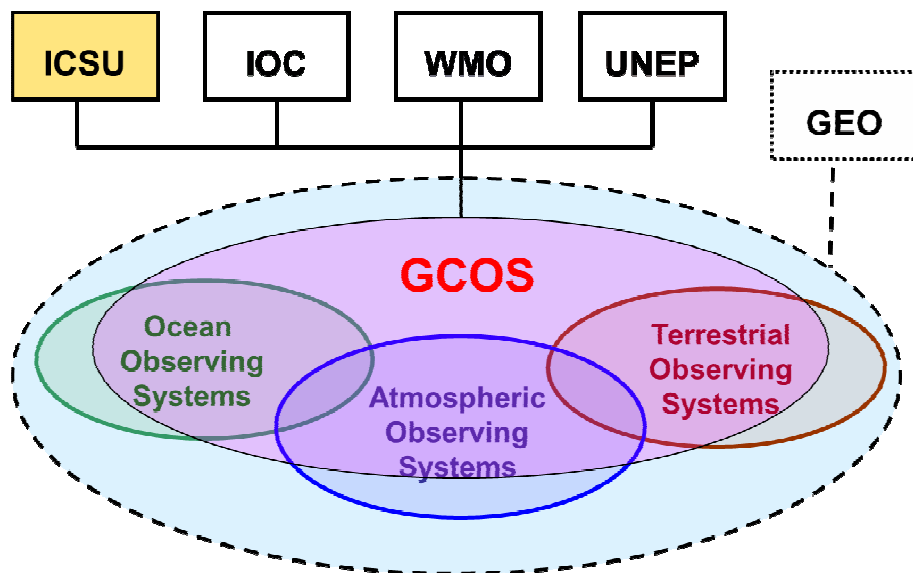 ICSU
IOC
WMO
UNEP
GEO
GCOS
Ocean
Observing
Systems
Atmospheric
Observing
Systems
Terrestrial
Observing
Systems